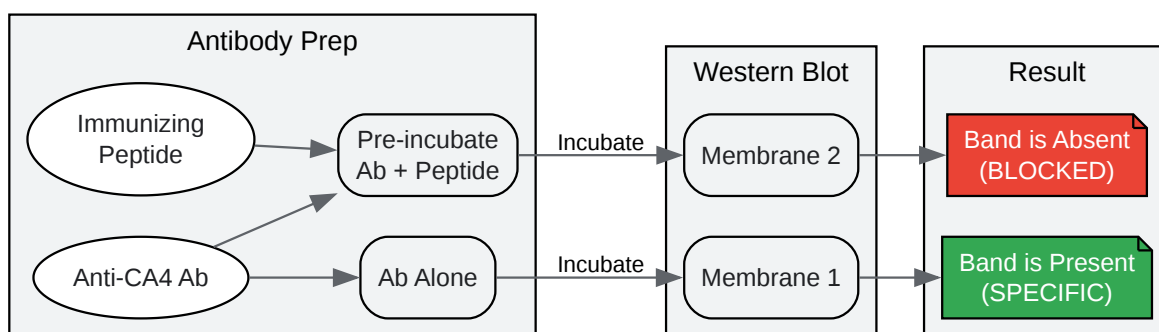 Antibody Prep
Western Blot
Result
Immunizing
Peptide
Pre-incubate
Ab + Peptide
Incubate
Membrane 2
Band is Absent
(BLOCKED)
Anti-CA4 Ab
Ab Alone
Incubate
Membrane 1
Band is Present
(SPECIFIC)